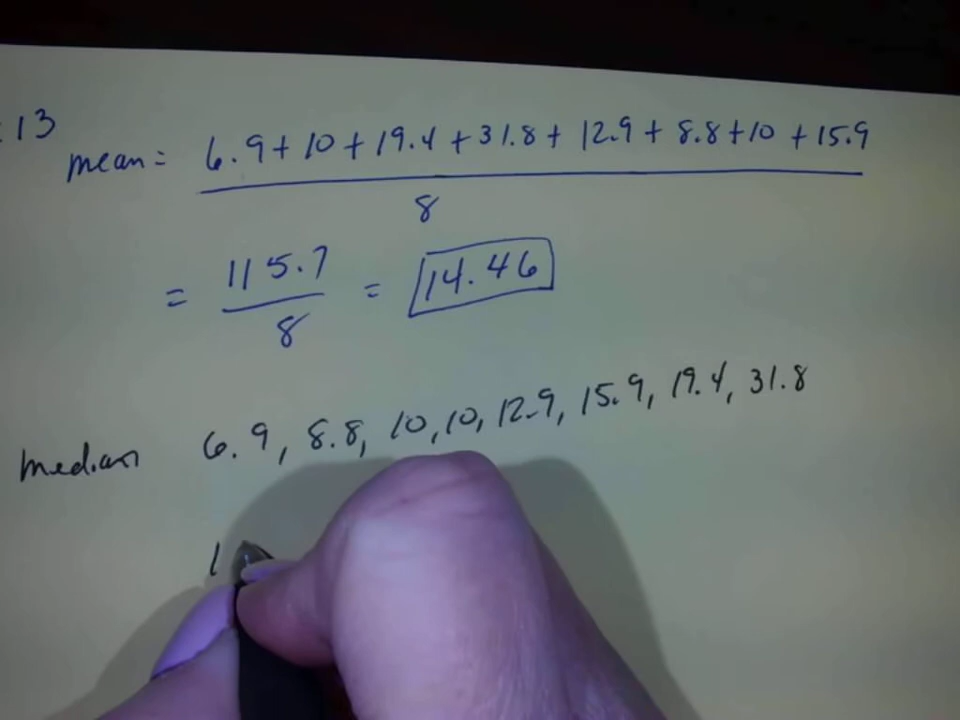 : 13
mean = 6.9 + 10 + 19.4 + 31.8 + 12.9 + 8.8 + 10 + 15.9
8
= 115.7 = 14.46
8
median 6.9, 8.8, 10, 10, 12.9, 15.9, 19.4, 31.8
1